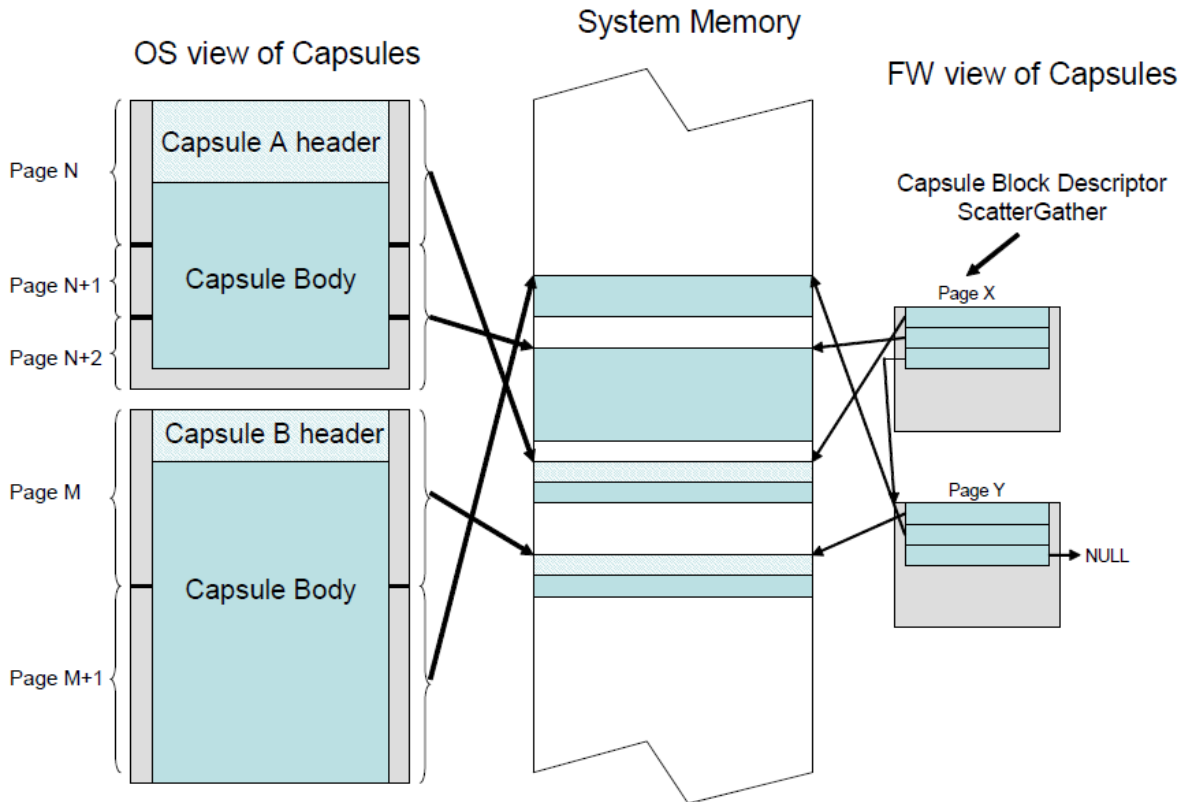 System Memory
OS view of Capsules
FW view of Capsules
Capsule A header
Page N
Capsule Block Descriptor
ScatterGather
Capsule Body
Page N+1
Page X
Page N+2
Capsule B header
Page M
Page Y
NULL
Capsule Body
Page M+1